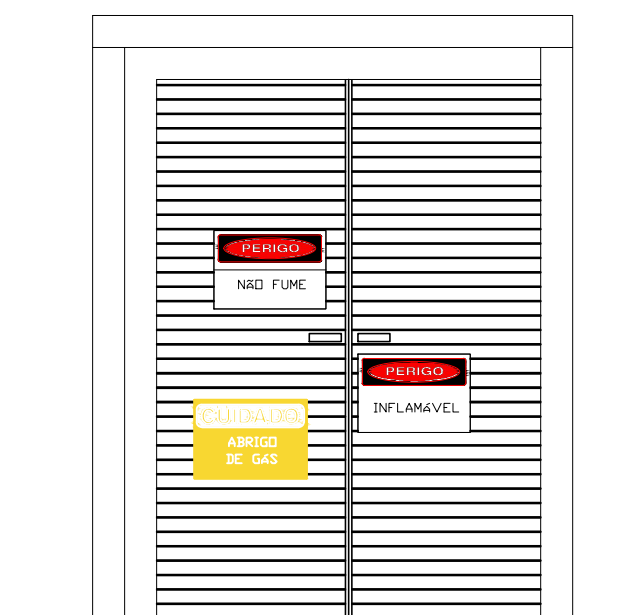 PERIGO
NÃO FUME
PERIGO
INFLAMÁVEL
CUIDADO
ABRIGO
DE GÁS